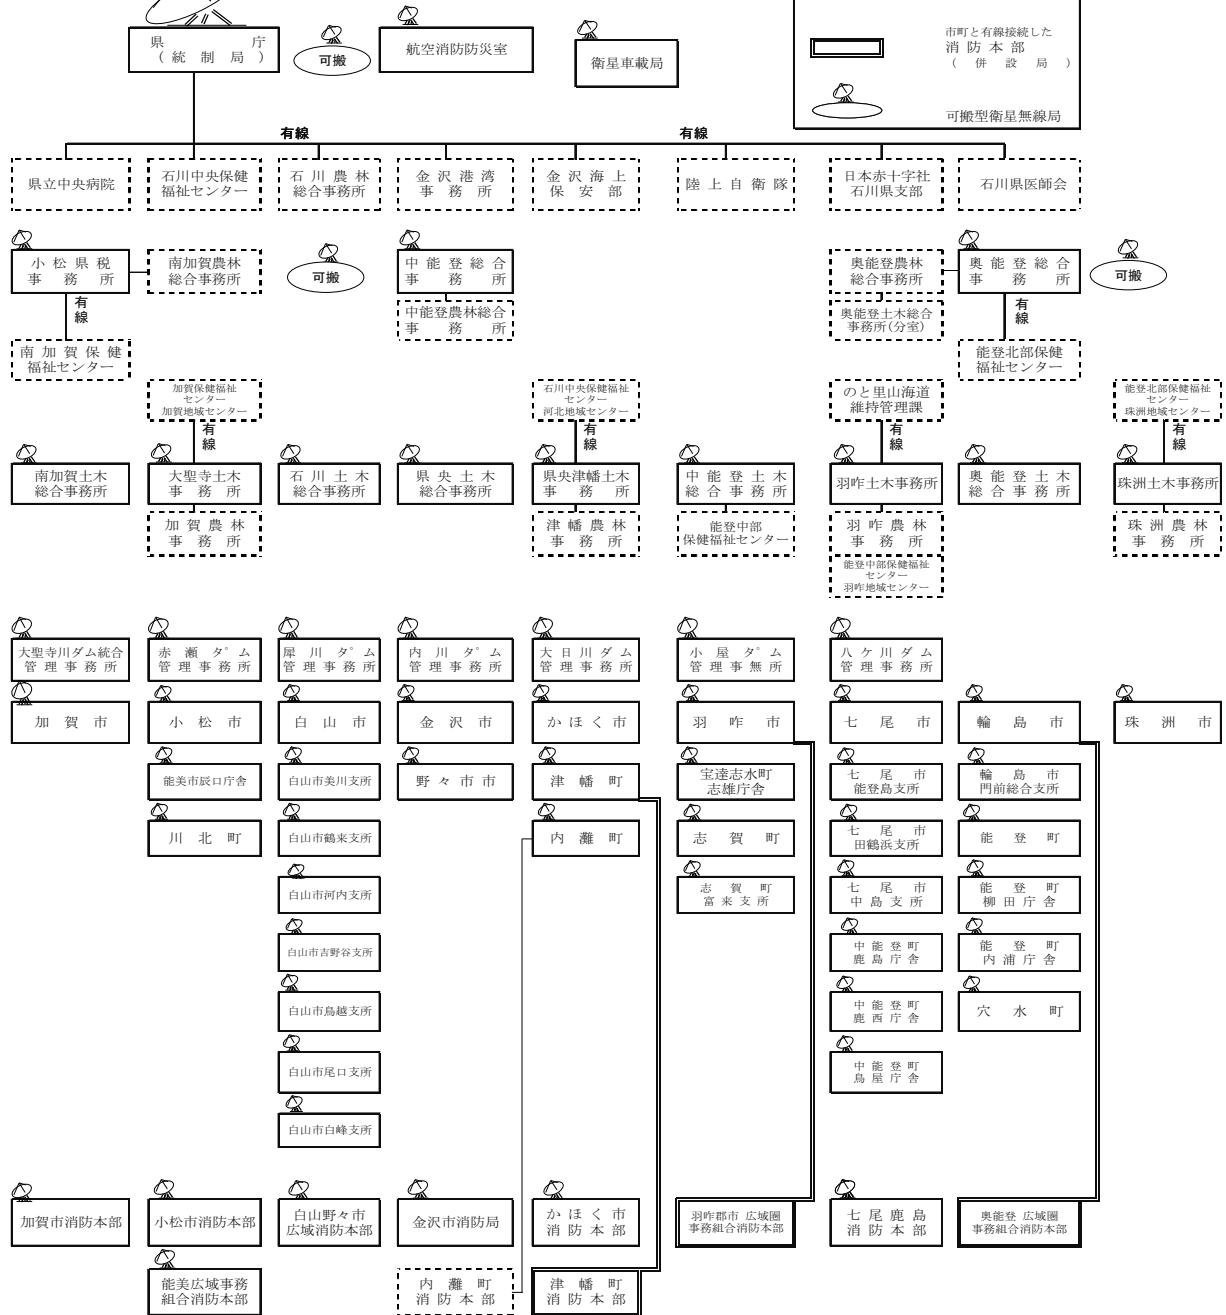 県庁
(統制局)
可搬
航空消防防災室
衛星車載局
市町と有線接続した
消防本部
(併設局)
可搬型衛星無線局
有線
有線
県立中央病院
石川中央保健
福祉センター
石川農林
総合事務所
金沢港湾
事務所
金沢海上
保安部
陸上自衛隊
日本赤十字社
石川県支部
石川県医師会
小松県税
事務所
南加賀農林
総合事務所
可搬
中能登総合
事務所
奥能登農林
総合事務所
奥能登総合
事務所
可搬
有
線
中能登農林総合
事務所
奥能登土木総合
事務所(分室)
有
線
南加賀保健
福祉センター
能登北部保健
福祉センター
加賀保健福祉
センター
加賀地域センター
石川中央保健福祉
センター
河北地域センター
のと里山海道
維持管理課
能登北部保健福祉
センター
珠洲地域センター
有
線
有
線
有
線
有
線
南加賀土木
総合事務所
大聖寺土木
事務所
石川土木
総合事務所
県央土木
総合事務所
県央津幡土木
事務所
中能登土木
総合事務所
羽咋土木事務所
奥能登土木
総合事務所
珠洲土木事務所
加賀農林
事務所
津幡農林
事務所
能登中部
保健福祉センター
羽咋農林
事務所
珠洲農林
事務所
能登中部保健福祉
センター
羽咋地域センター
大聖寺川ダム統合
管理事務所
赤瀬タ゛ム
管理事務所
犀川タ゛ム
管理事務所
内川タ゛ム
管理事務所
大日川ダム
管理事務所
小屋タ゛ム
管理事無所
八ケ川ダム
管理事務所
加賀市
小松市
白山市
金沢市
かほく市
羽咋市
七尾市
輪島市
珠洲市
能美市辰口庁舎
白山市美川支所
野々市市
津幡町
宝達志水町
志雄庁舎
七尾市
能登島支所
輪島市
門前総合支所
川北町
白山市鶴来支所
内灘町
志賀町
七尾市
田鶴浜支所
能登町
白山市河内支所
志賀町
富来支所
七尾市
中島支所
能登町
柳田庁舎
白山市吉野谷支所
中能登町
鹿島庁舎
能登町
内浦庁舎
白山市鳥越支所
中能登町
鹿西庁舎
穴水町
白山市尾口支所
中能登町
鳥屋庁舎
白山市白峰支所
加賀市消防本部
小松市消防本部
白山野々市
広域消防本部
金沢市消防局
かほく市
消防本部
羽咋郡市 広域圏
事務組合消防本部
七尾鹿島
消防本部
奥能登 広域圏
事務組合消防本部
能美広域事務
組合消防本部
内灘町
消防本部
津幡町
消防本部